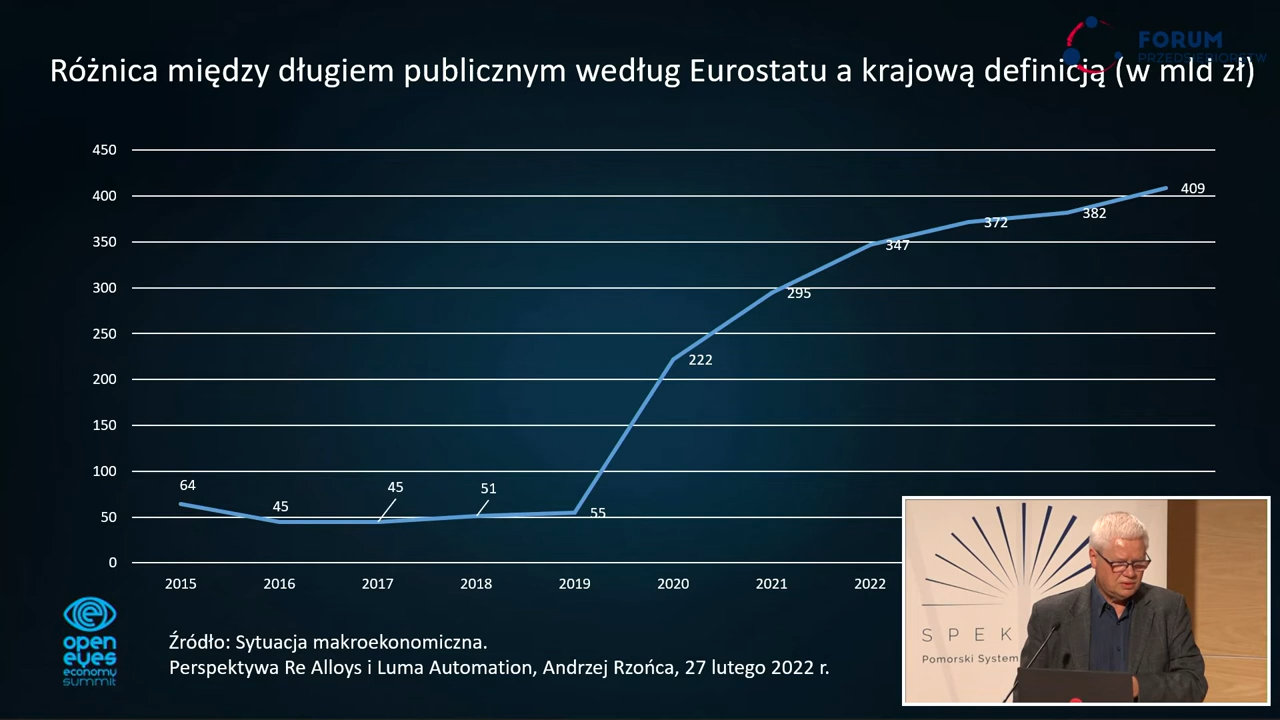 FORUM
PRZEDSIĘBIORSTW
Różnica między długiem publicznym według Eurostatu a krajową definicją (w mld zł)
450
400
350
300
250
200
150
100
50
0
64
45
45
51
55
222
295
347
372
382
409
2015
2016
2017
2018
2019
2020
2021
2022
open
eyes
economy
summit
Źródło: Sytuacja makroekonomiczna.
Perspektywa Re Alloys i Luma Automation, Andrzej Rzońca, 27 lutego 2022 r.
SPEK
Pomorski System